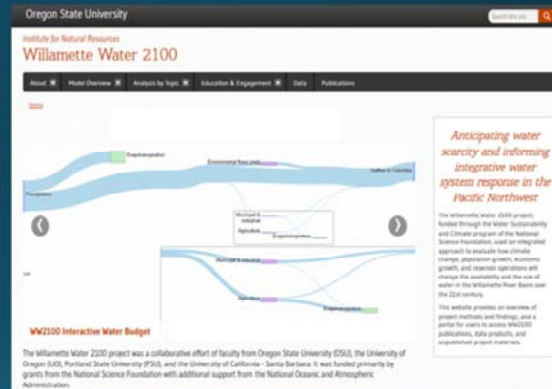 Oregon State University
Search this site
Institute for Natural Resources
Willamette Water 2100
About Model Overview Analysis by Topic Education & Engagement Data Publications
Home
Evapotranspiration
Environmental flows (net)
Outflow to Columbia
Precipitation
Municipal &
Industrial
Agriculture
Evapotranspiration
Municipal & Industrial
Agriculture
Evapotranspiration
WW2100 Interactive Water Budget
The Willamette Water 2100 project was a collaborative effort of faculty from Oregon State University (OSU), the University of
Oregon (UO), Portland State University (PSU), and the University of California - Santa Barbara. It was funded primarily by
grants from the National Science Foundation with additional support from the National Oceanic and Atmospheric
Administration.
Anticipating water
scarcity and informing
integrative water
system response in the
Pacific Northwest
The Willamette Water 2100 project,
funded through the Water Sustainability
and Climate program of the National
Science Foundation, used an integrated
approach to evaluate how climate
change, population growth, economic
growth, and reservoir operations will
change the availability and the use of
water in the Willamette River Basin over
the 21st century.
This website provides an overview of
project methods and findings, and a
portal for users to access WW2100
publications, data products, and
unpublished project materials.